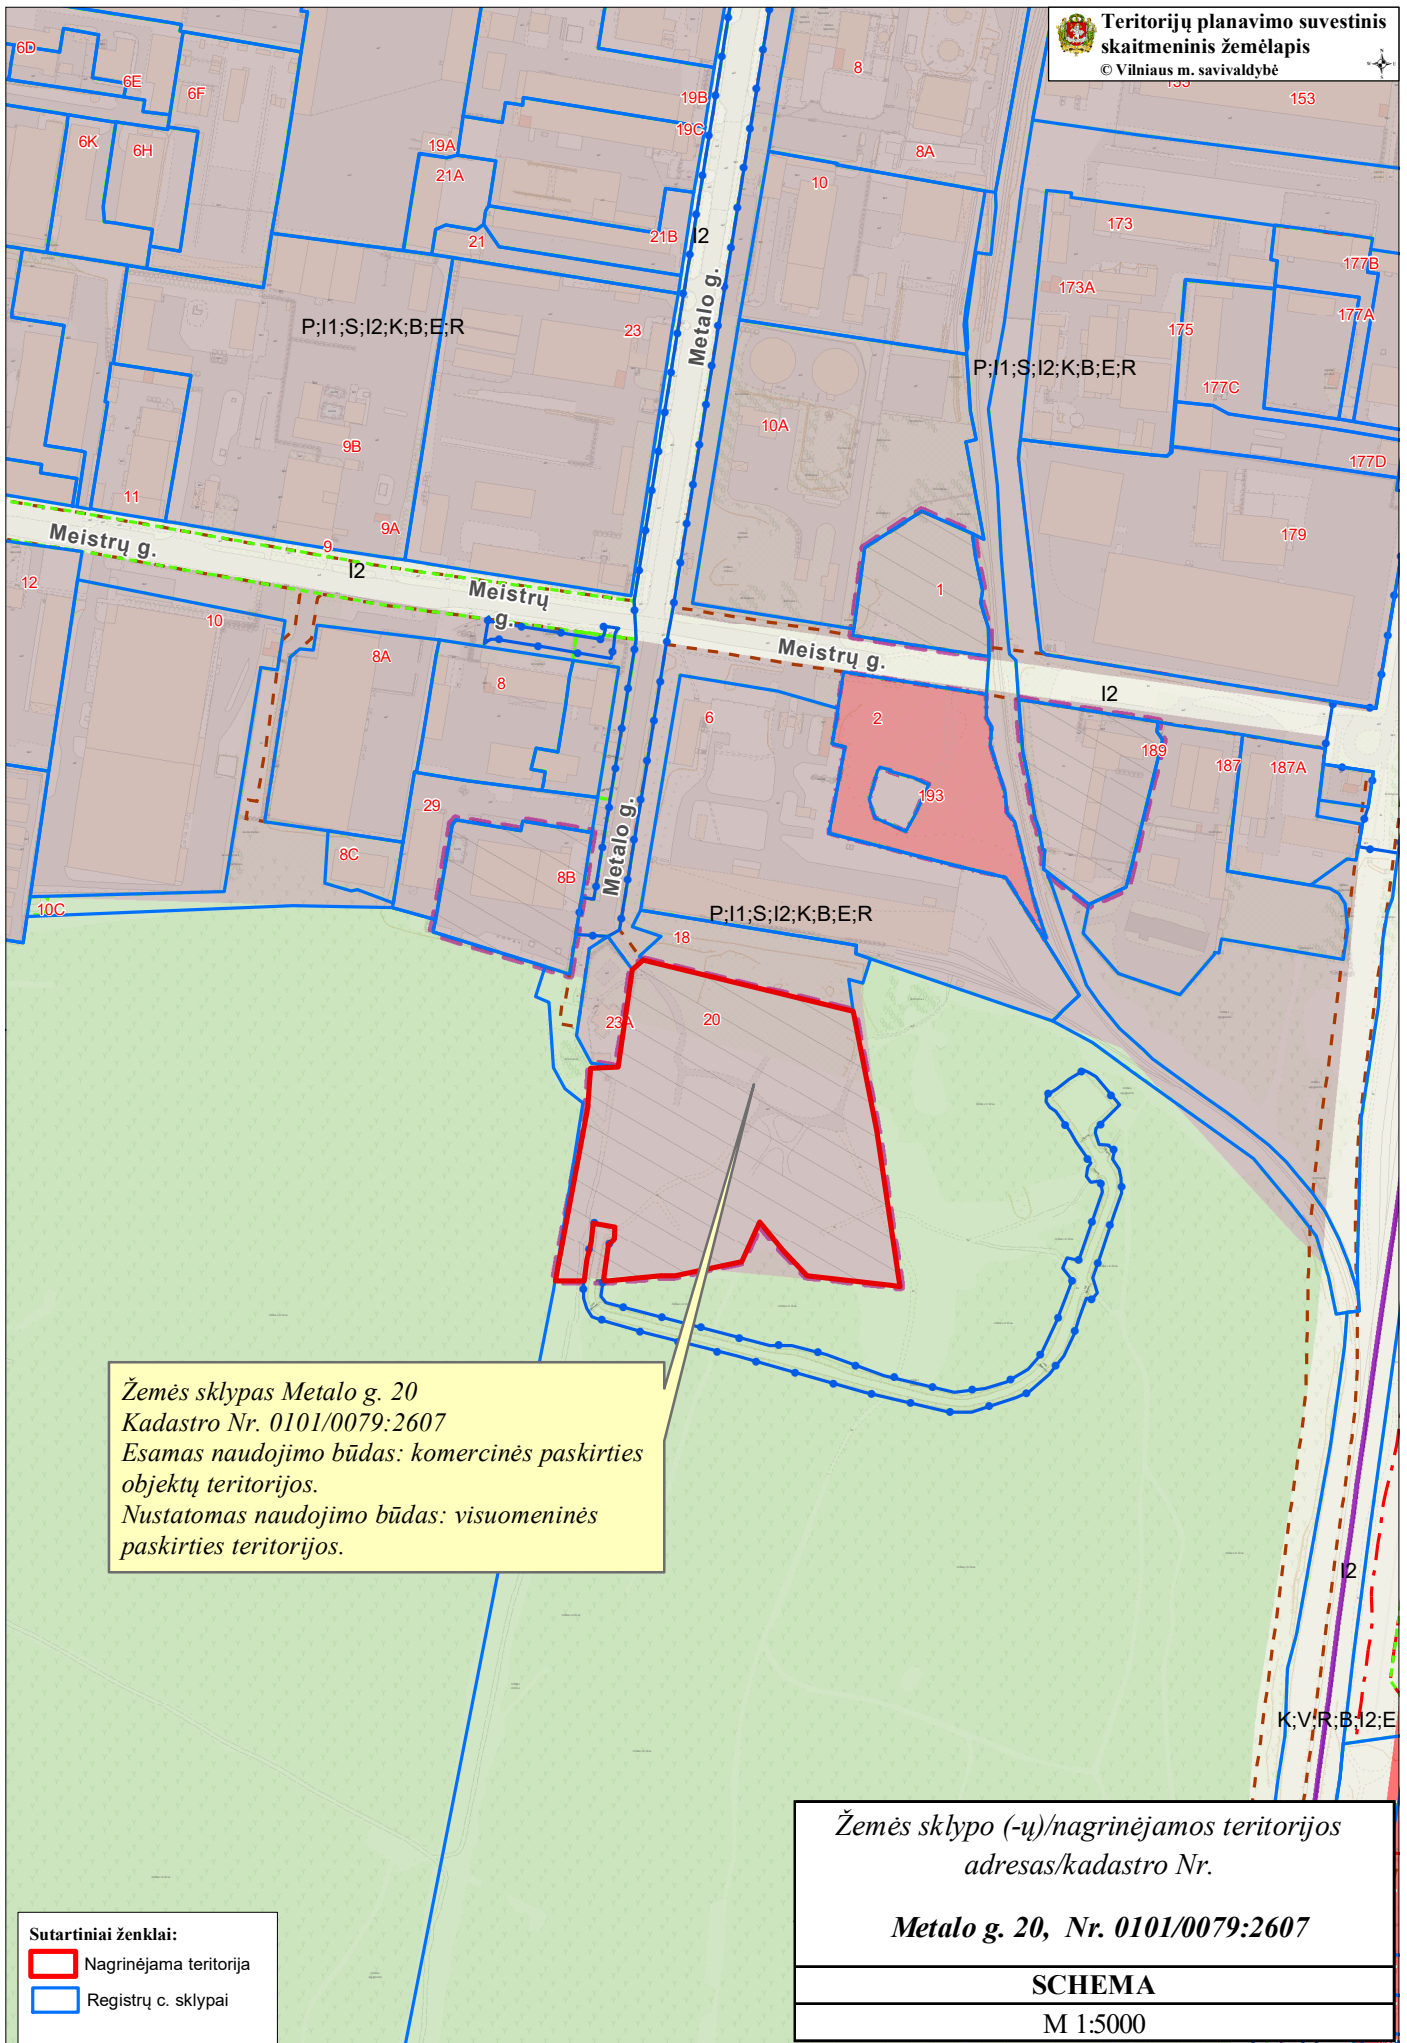 Teritorijų planavimo suvestinis
skaitmeninis žemėlapis
© Vilniaus m. savivaldybė
6D
6E
6F
6K
6H
19A
21A
21
19B
19C
21B
I2
8
8A
10
153
153
173
173A
175
177B
177A
177C
177D
179
P;I1;S;I2;K;B;E;R
23
Metalo g.
P;I1;S;I2;K;B;E;R
10A
9B
9A
9
11
Meistrų g.
I2
Meistrų
g.
1
Meistrų g.
I2
12
10
8A
8
6
2
193
189
187
187A
29
8C
8B
10C
Metalo g.
P;I1;S;I2;K;B;E;R
18
23A
20
Žemės sklypas Metalo g. 20
Kadastro Nr. 0101/0079:2607
Esamas naudojimo būdas: komercinės paskirties
objektų teritorijos.
Nustatomas naudojimo būdas: visuomeninės
paskirties teritorijos.
I2
K;V;R;B;I2;E
Žemės sklypo (-ų)/nagrinėjamos teritorijos
adresas/kadastro Nr.
Metalo g. 20, Nr. 0101/0079:2607
SCHEMA
M 1:5000
Sutartiniai ženklai:
Nagrinėjama teritorija
Registrų c. sklypai